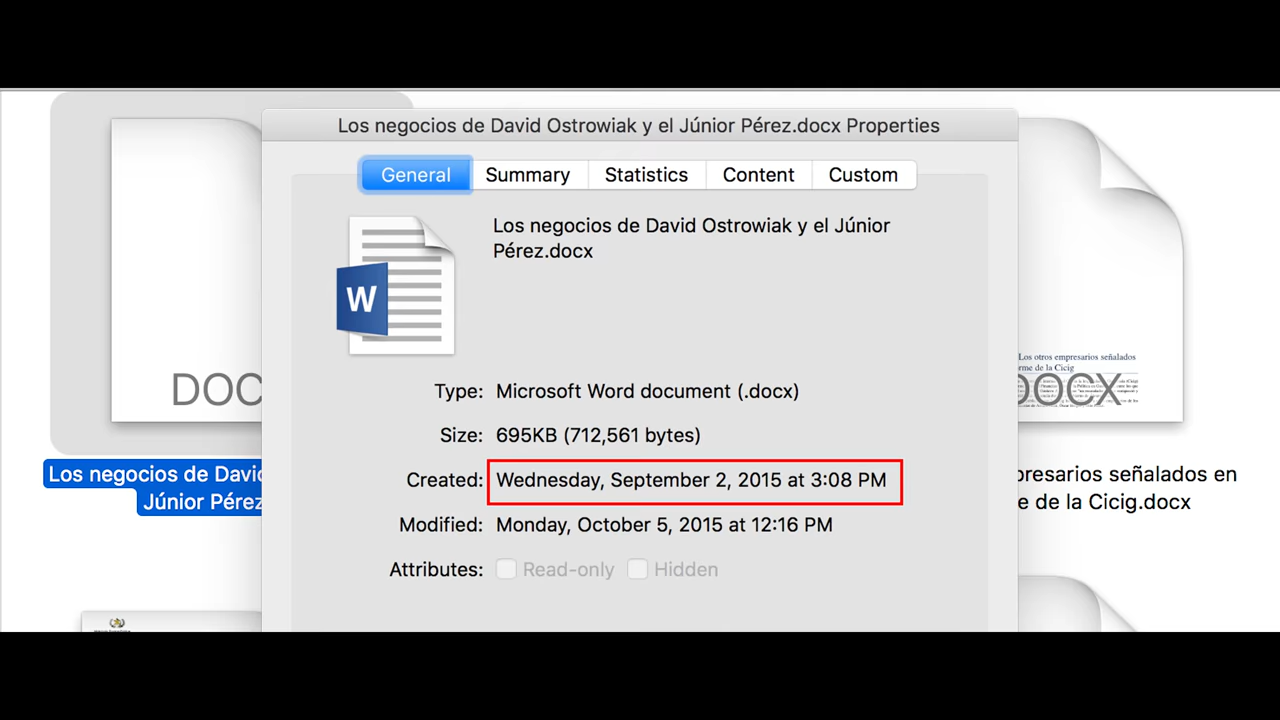 Los negocios de David Ostrowiak y el Júnior Pérez.docx Properties
General Summary Statistics Content Custom
Los negocios de David Ostrowiak y el Júnior
Pérez.docx
W
Type: Microsoft Word document (.docx)
Size: 695KB (712,561 bytes)
Created: Wednesday, September 2, 2015 at 3:08 PM
Modified: Monday, October 5, 2015 at 12:16 PM
Attributes: Read-only Hidden
DOC
Los negocios de Davi
Júnior Pérez
Los otros empresarios señalados
rme de la Cicig
DOCX
presarios señalados en
e de la Cicig.docx